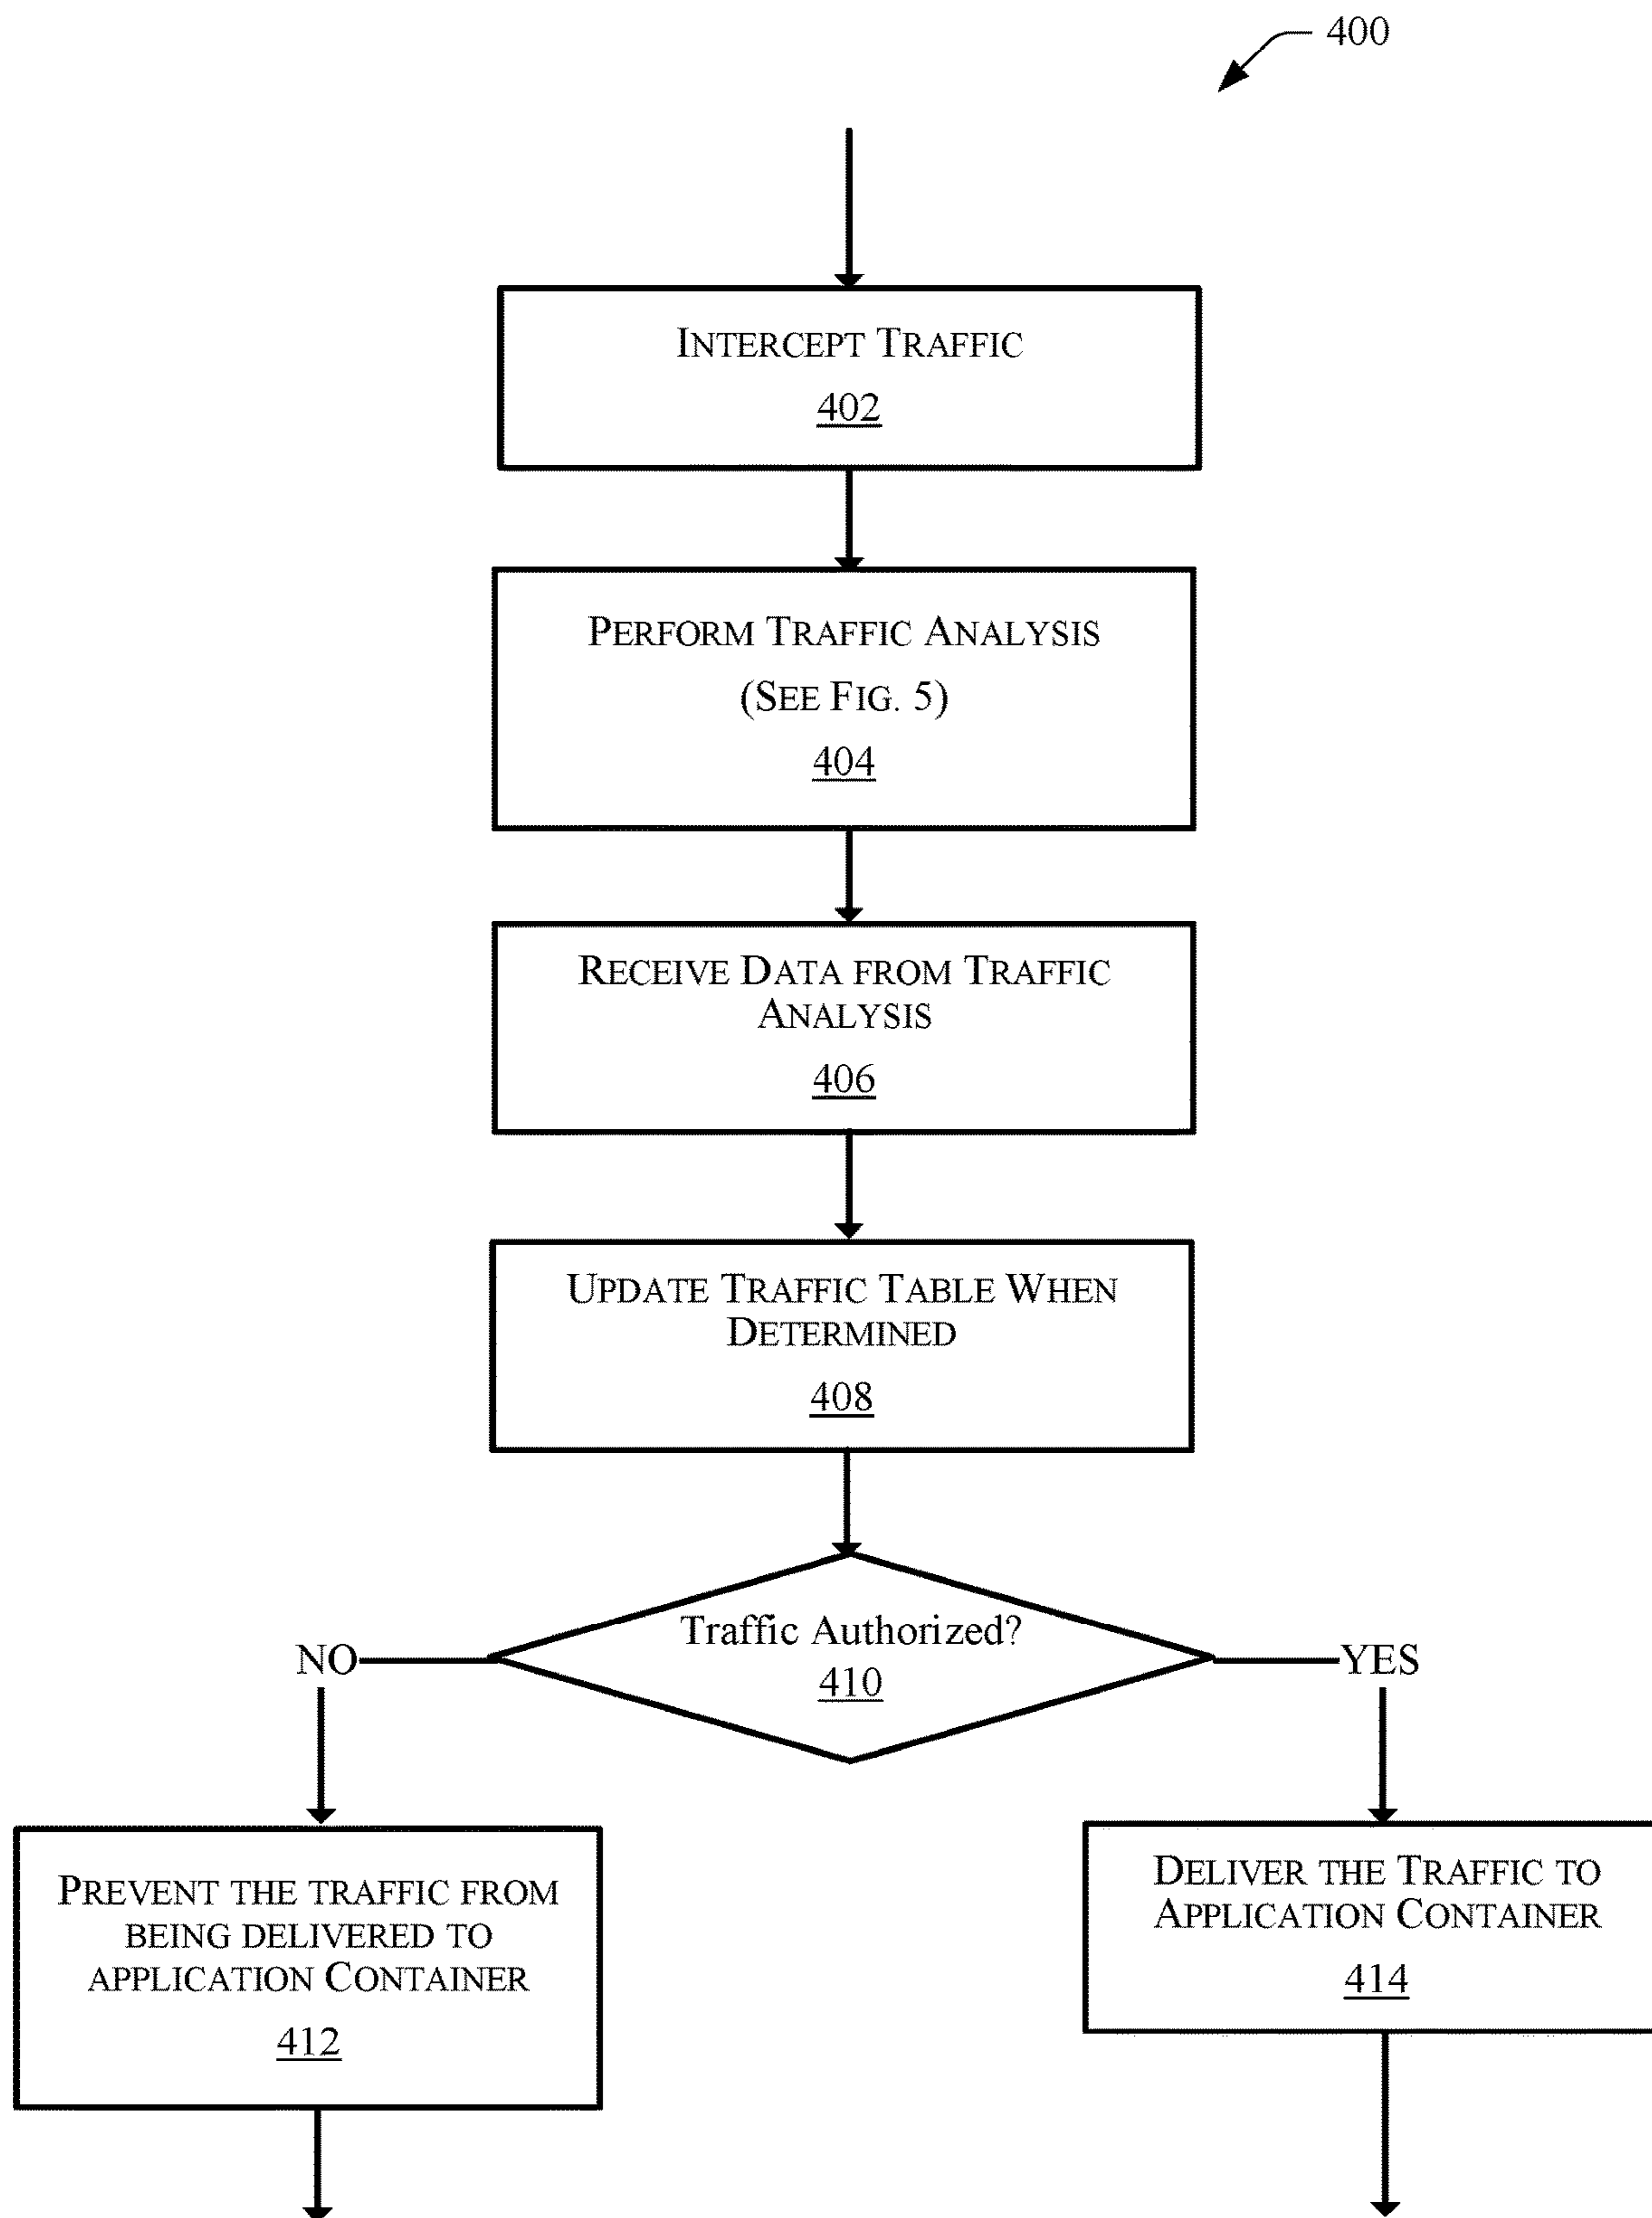 400
INTERCEPT TRAFFIC
402
PERFORM TRAFFIC ANALYSIS
(SEE FIG. 5)
404
RECEIVE DATA FROM TRAFFIC
ANALYSIS
406
UPDATE TRAFFIC TABLE WHEN
DETERMINED
408
Traffic Authorized?
410
NO
YES
PREVENT THE TRAFFIC FROM
BEING DELIVERED TO
APPLICATION CONTAINER
412
DELIVER THE TRAFFIC TO
APPLICATION CONTAINER
414